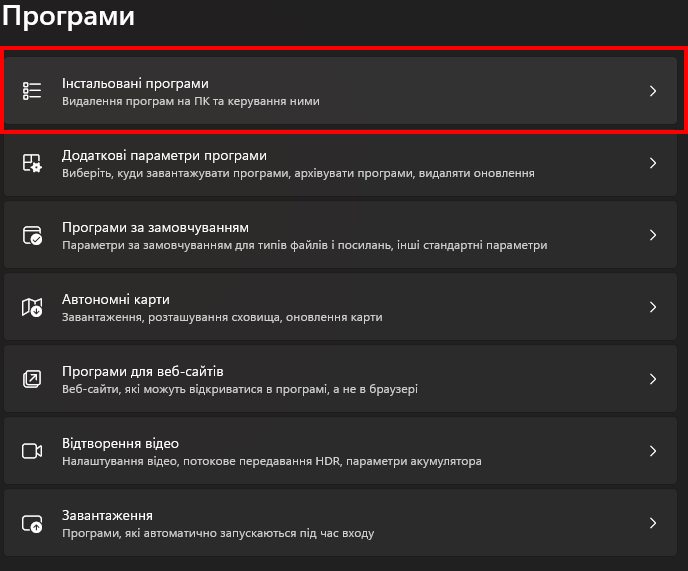 Програми
Інстальовані програми
Видалення програм на ПК та керування ними
Додаткові параметри програми
Виберіть, куди завантажувати програми, архівувати програми, видаляти оновлення
Програми за замовчуванням
Параметри за замовчуванням для типів файлів і посилань, інші стандартні параметри
Автономні карти
Завантаження, розташування сховища, оновлення карти
Програми для веб-сайтів
Веб-сайти, які можуть відкриватися в програмі, а не в браузері
Відтворення відео
Налаштування відео, потокове передавання HDR, параметри акумулятора
Завантаження
Програми, які автоматично запускаються під час входу